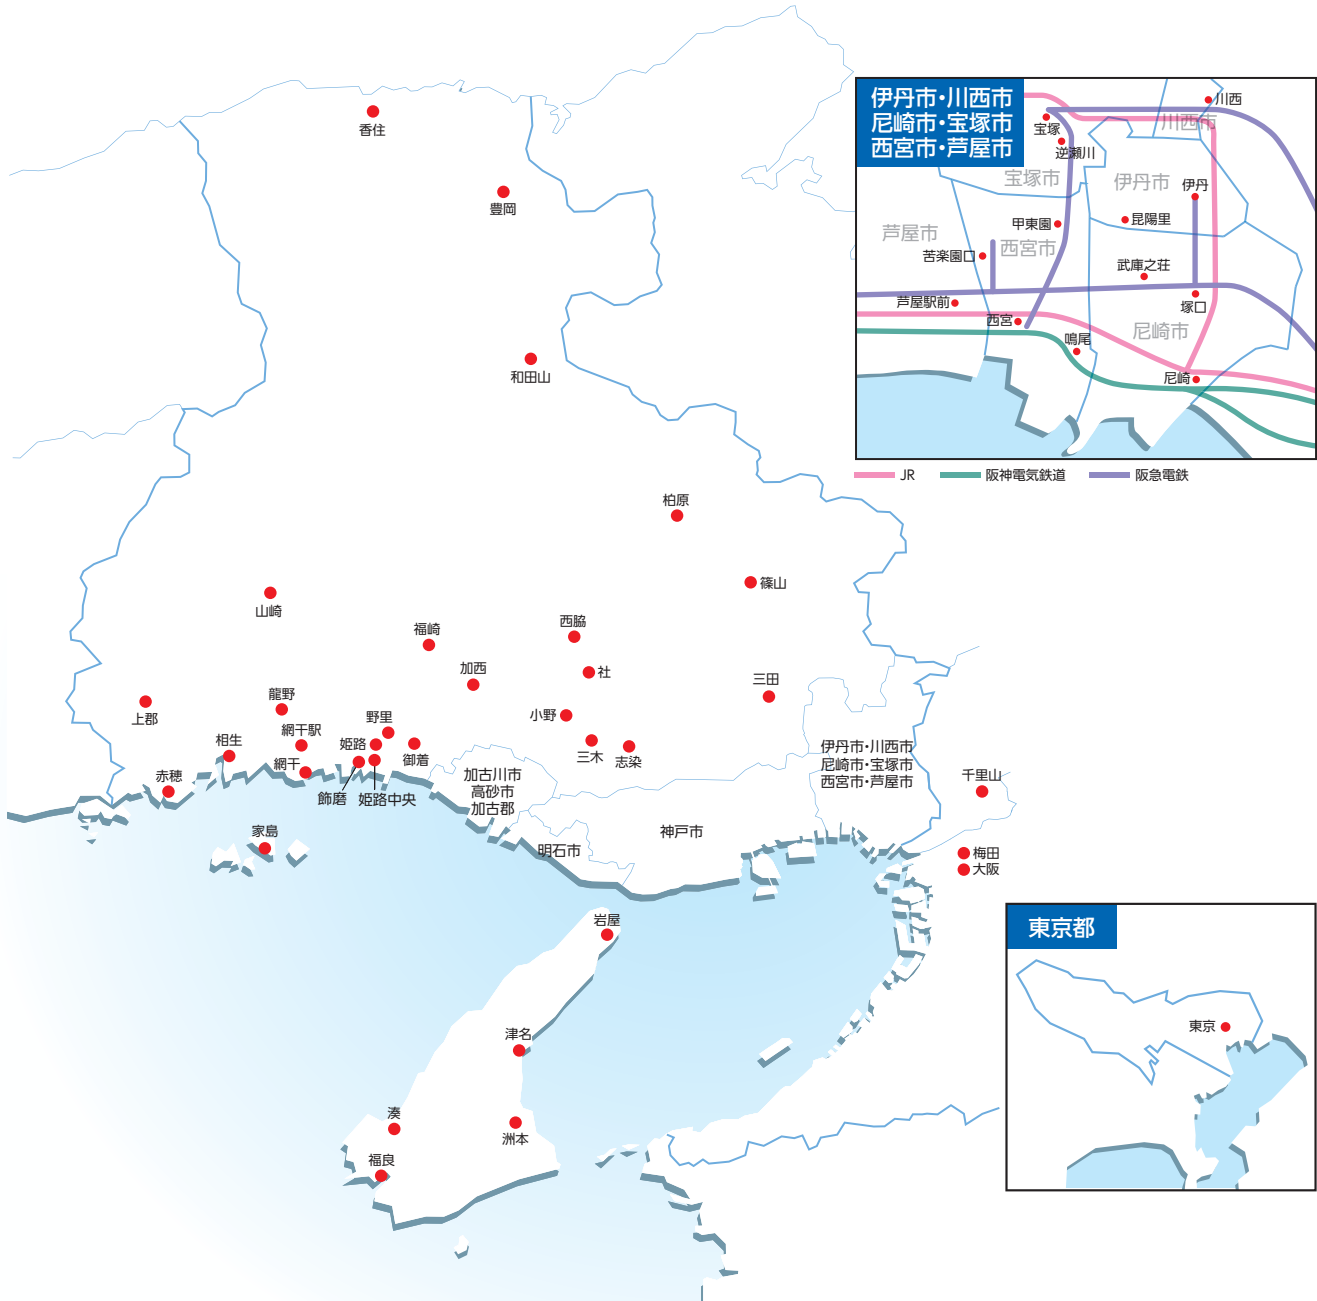 香住
豊岡
和田山
柏原
篠山
山崎
福崎
西脇
加西
社
三田
上郡
龍野
小野
野里
網干駅
相生
姫路
御着
三木
志染
網干
赤穂
飾磨
姫路中央
加古川市
高砂市
加古郡
伊丹市・川西市
尼崎市・宝塚市
西宮市・芦屋市
千里山
家島
明石市
神戸市
梅田
大阪
岩屋
津名
湊
洲本
福良
伊丹市・川西市
尼崎市・宝塚市
西宮市・芦屋市
川西
川西市
宝塚
逆瀬川
宝塚市
伊丹市
伊丹
昆陽里
甲東園
芦屋市
西宮市
苦楽園口
武庫之荘
芦屋駅前
塚口
西宮
尼崎市
鳴尾
尼崎
JR
阪神電気鉄道
阪急電鉄
東京都
東京